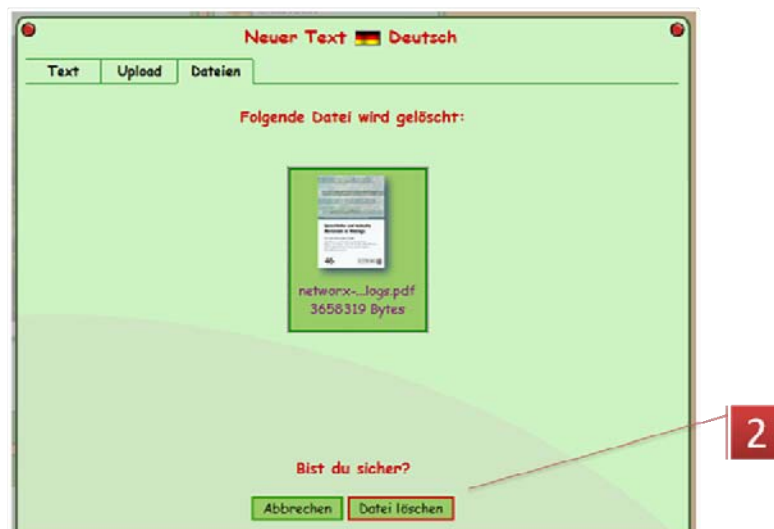 Neuer Text Deutsch
Text Upload Dateien
Folgende Datei wird gelöscht:
46
networx-...logs.pdf
3658319 Bytes
Bist du sicher?
Abbrechen Datei löschen
2